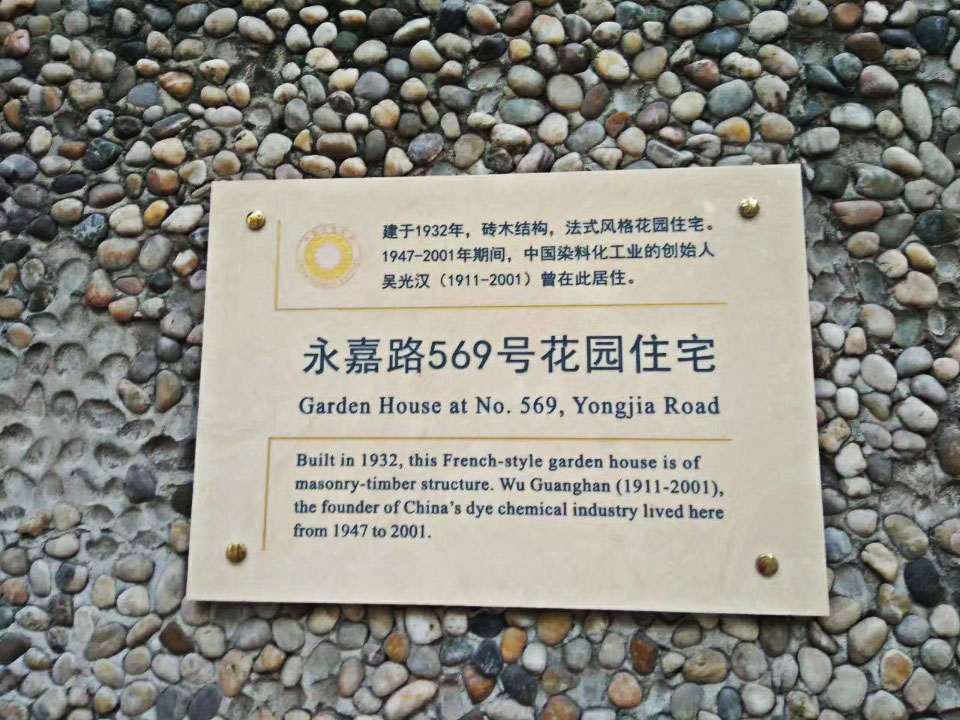 建于1932年，砖木结构，法式风格花园住宅。
1947-2001年期间，中国染料化工业的创始人
吴光汉（1911-2001）曾在此居住。
永嘉路569号花园住宅
Garden House at No. 569, Yongjia Road
Built in 1932, this French-style garden house is of
masonry-timber structure. Wu Guanghan (1911-2001),
the founder of China's dye chemical industry lived here
from 1947 to 2001.